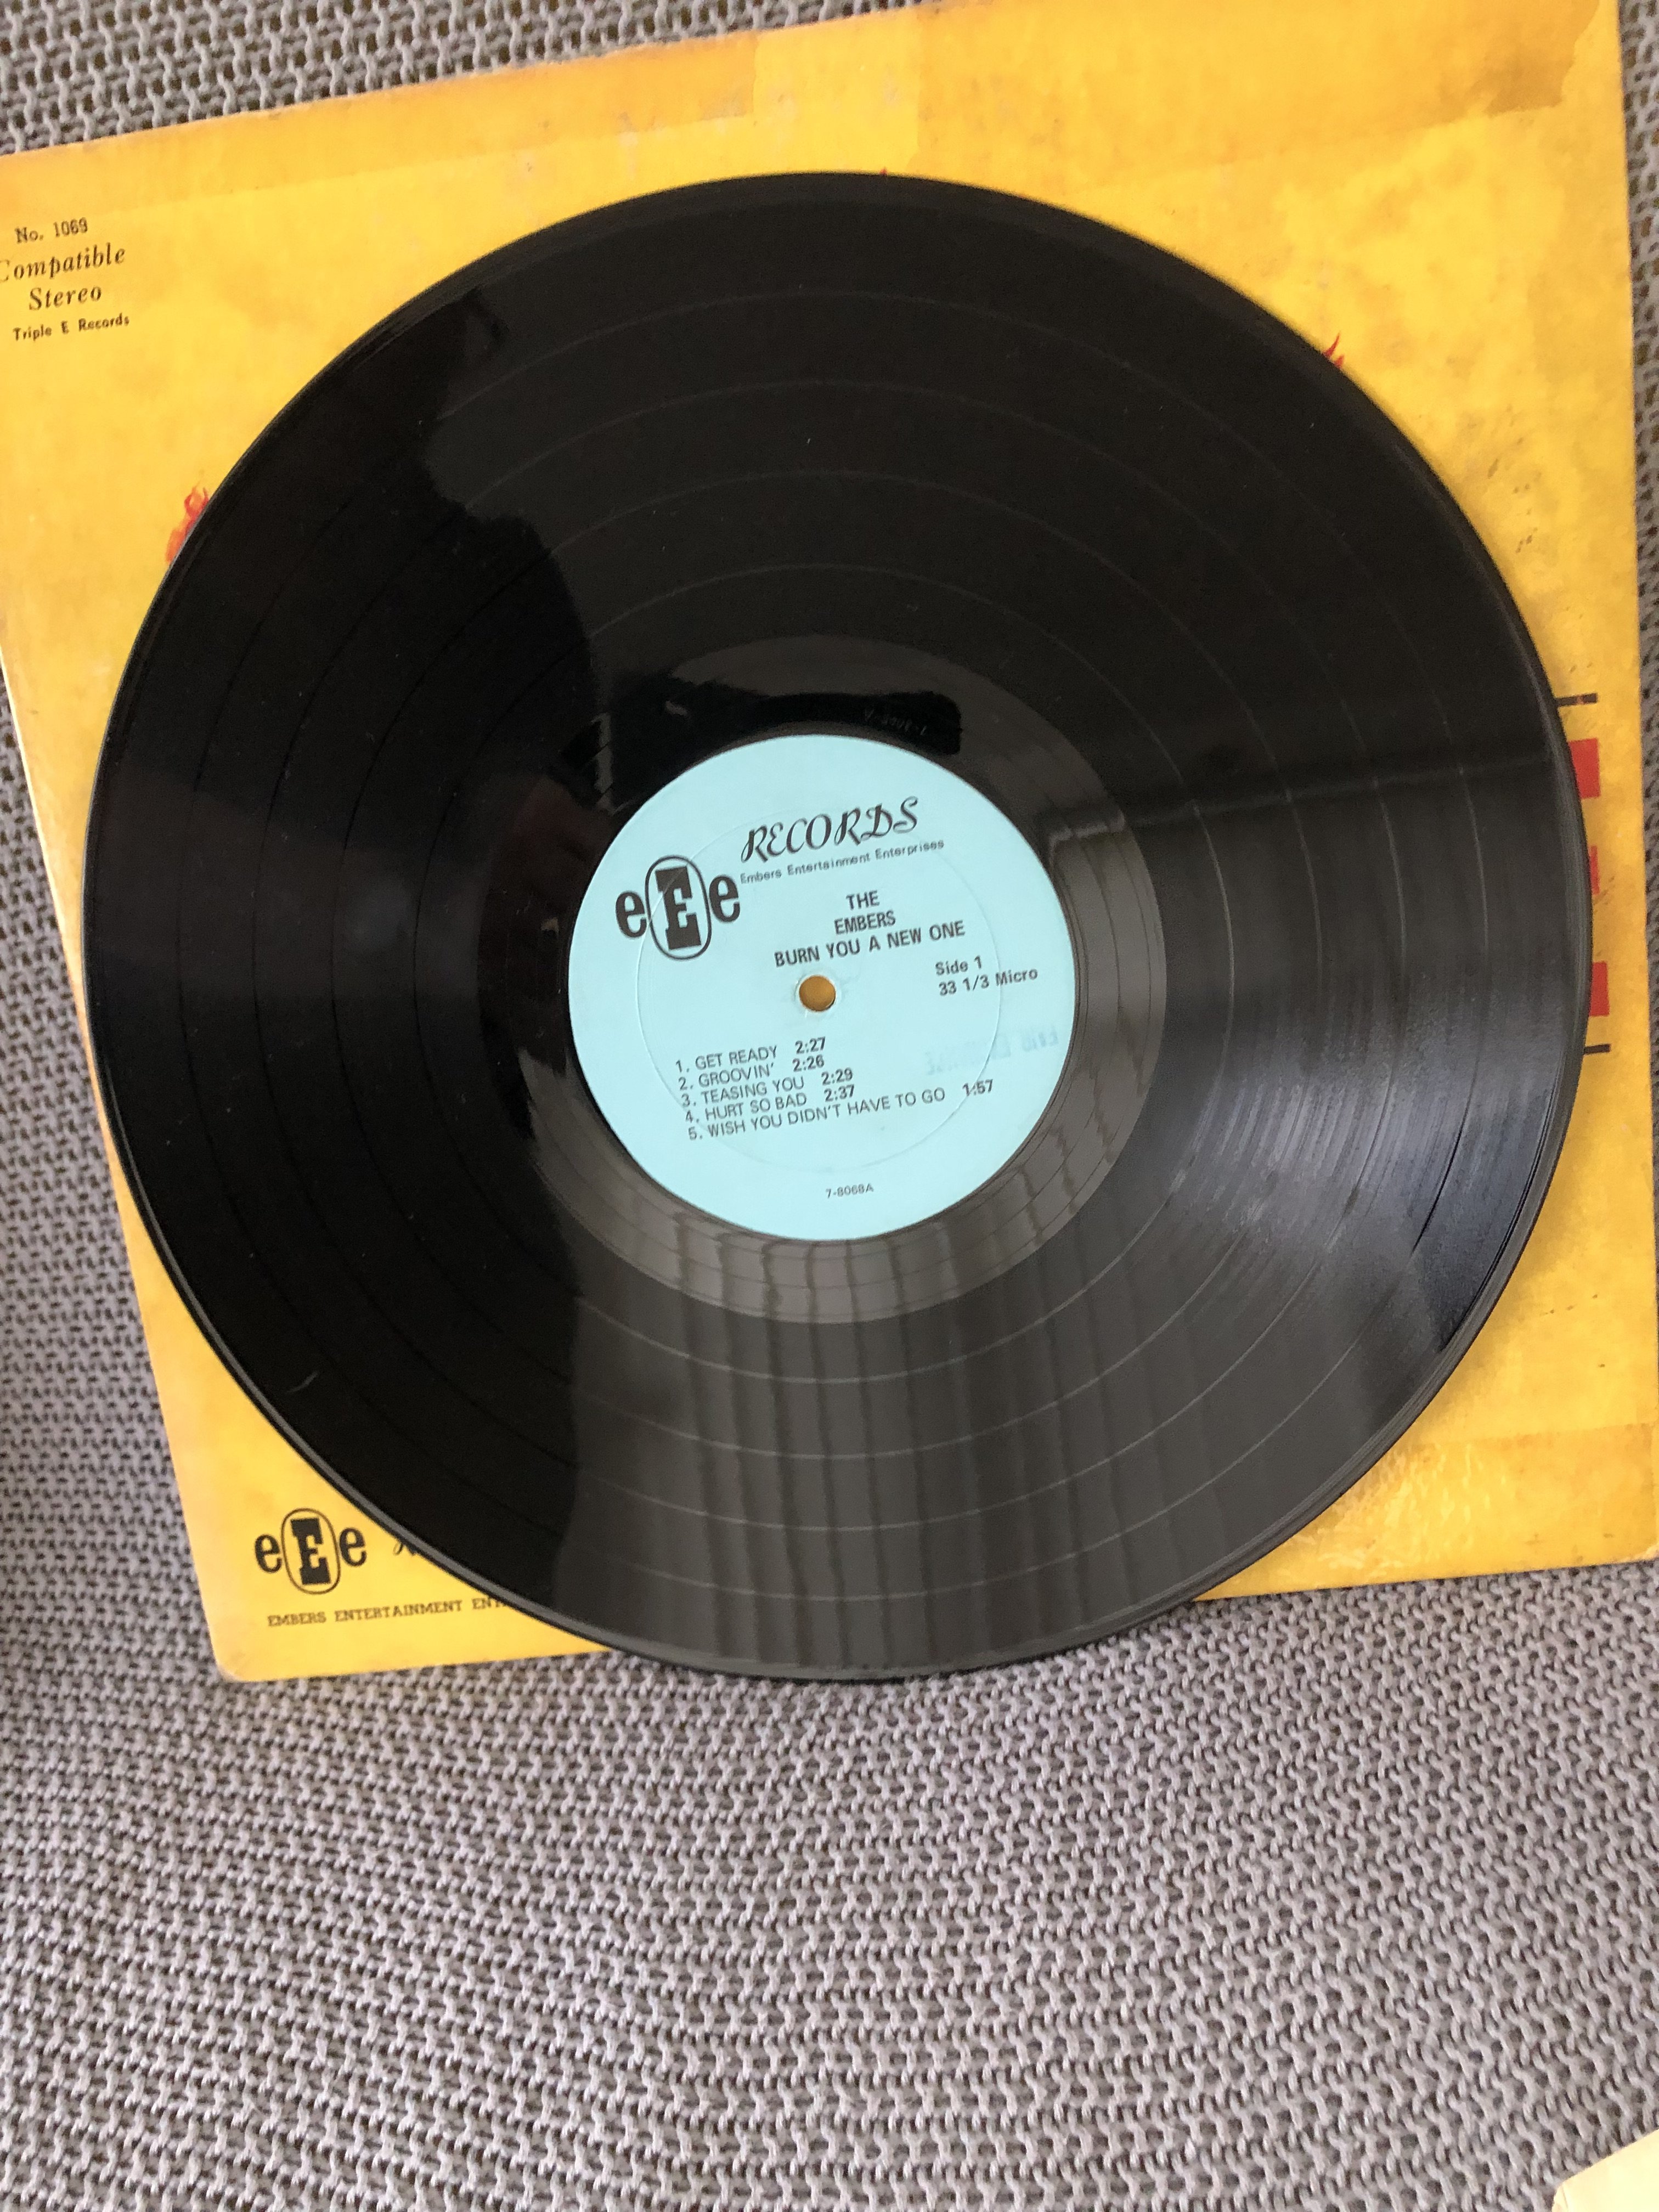 No. 1069
Compatible
Stereo
Triple E Records
RECORDS
Embers Entertainment Enterprises
eEe
THE
EMBERS
BURN YOU A NEW ONE
Side 1
33 1/3 Micro
1. GET READY 2:27
2. GROOVIN' 2:26
3. TEASING YOU 2:29
4. HURT SO BAD 2:37
5. WISH YOU DIDN'T HAVE TO GO 1:57
7-8068A
eEe
EMBERS ENTERTAINMENT